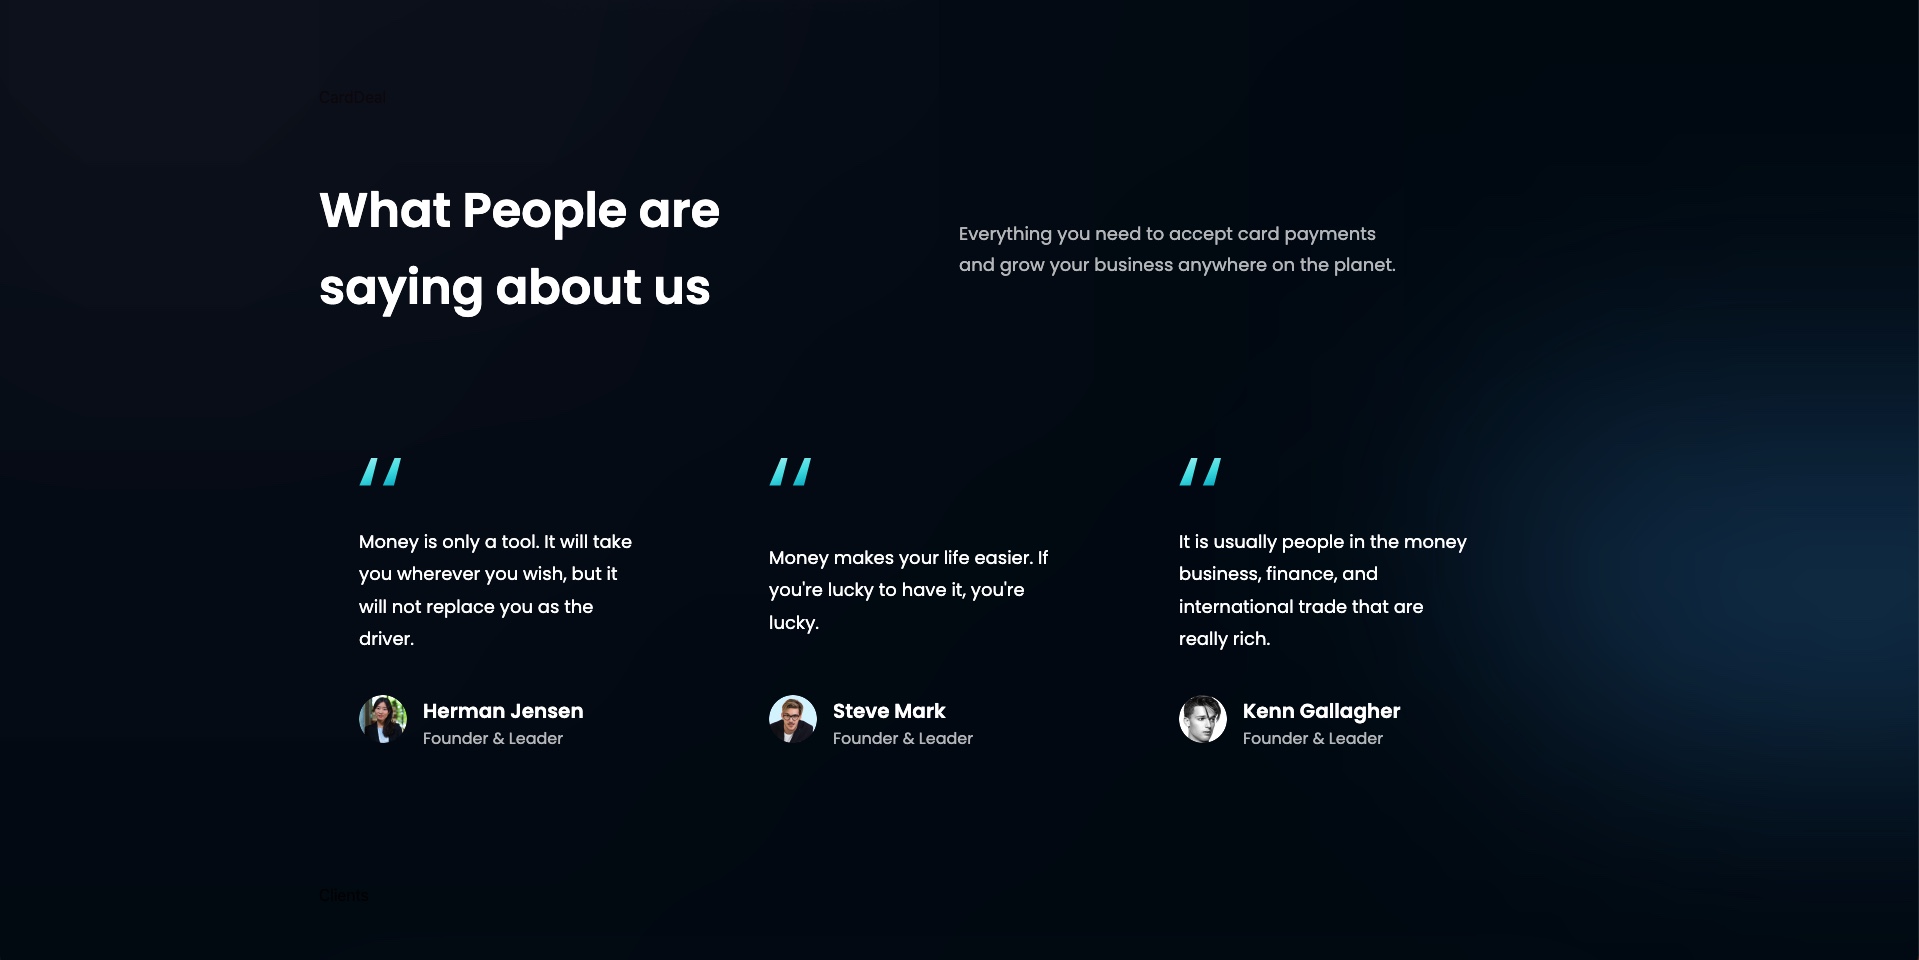 CardDeal
What People are
saying about us
Everything you need to accept card payments
and grow your business anywhere on the planet.
Money is only a tool. It will take
you wherever you wish, but it
will not replace you as the
driver.
Herman Jensen
Founder & Leader
Money makes your life easier. If
you're lucky to have it, you're
lucky.
Steve Mark
Founder & Leader
It is usually people in the money
business, finance, and
international trade that are
really rich.
Kenn Gallagher
Founder & Leader
Clients